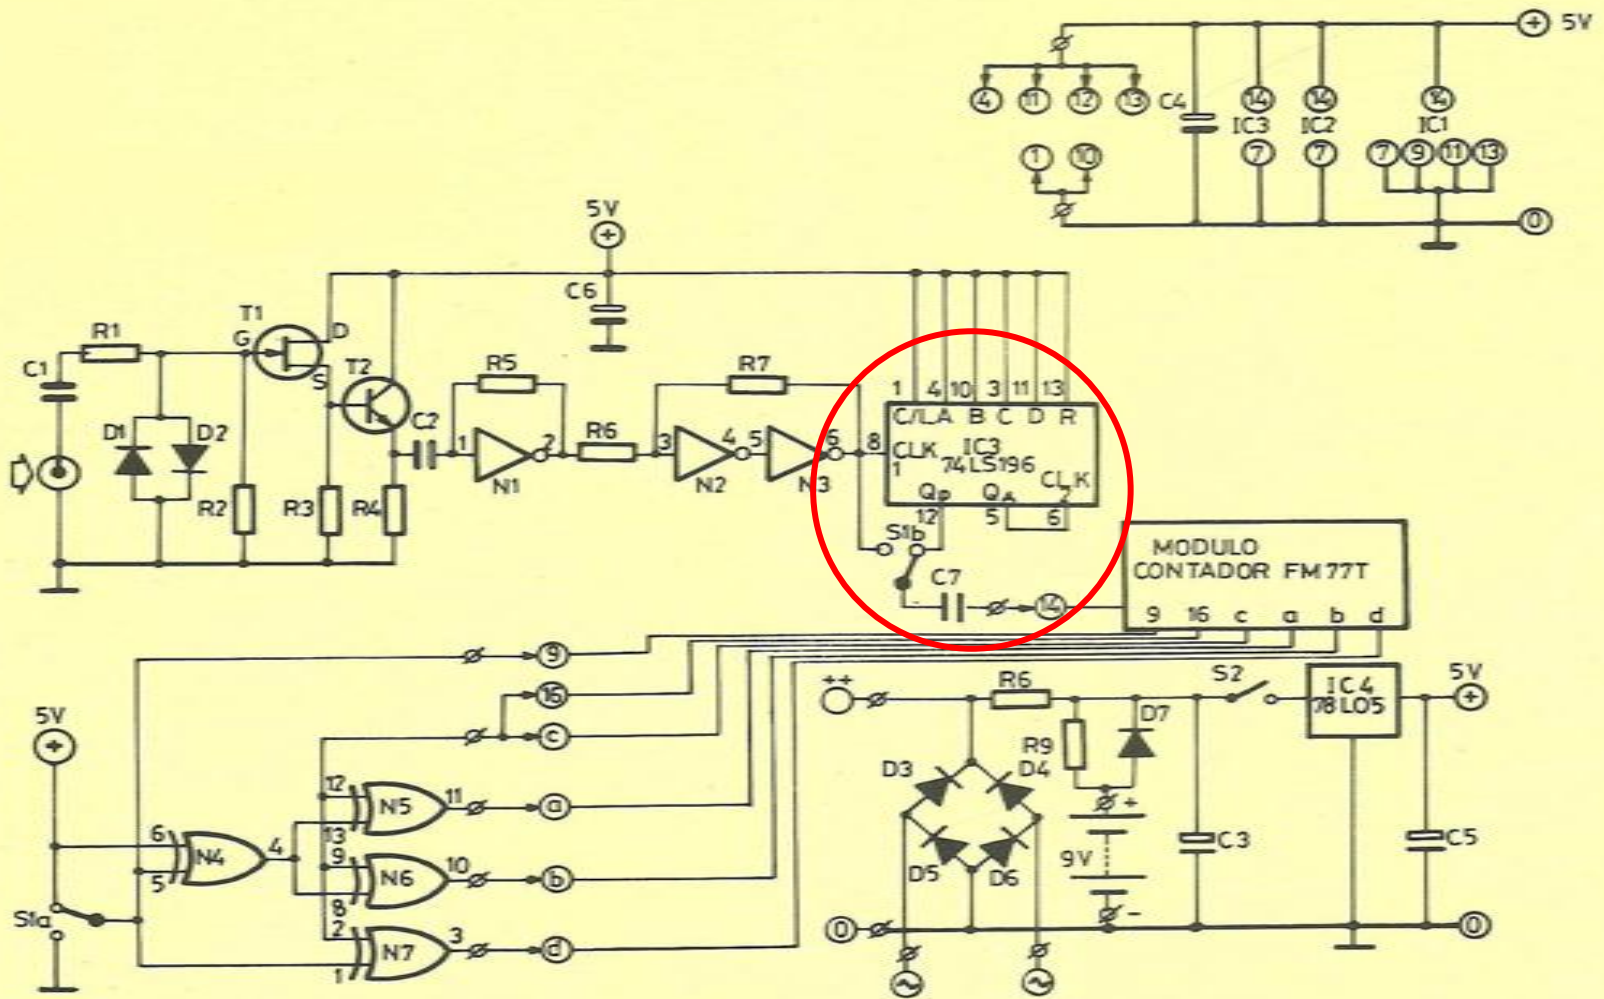 5V
4 11 12 13 C4 14 14 14
IC3 IC2 IC1
1 10 7 7 7 9 11 13
0
5V
C6
T1
G D
R1
S
C1
T2
R5
R7
1 4 10 3 11 13
C/L A B C D R
D1 D2
C2
1 2
R6
3 4 5 6 8
CLK IC3
1 74LS196
CLK
2
N1 N2 N3
R2 R3 R4
QD QA
12 5 6
S1b
C7
14
MODULO
CONTADOR FM77T
9 16 c a b d
9
16
c
5V
12
13
N5 11
a
6
5
N4 4
9
8
N6 10
b
S1a
2
1
N7 3
d
++
R6
S2
IC4
78L05
5V
R9
D7
D3 D4
+
9V
C3
C5
D5 D6
-
0
0
~ ~